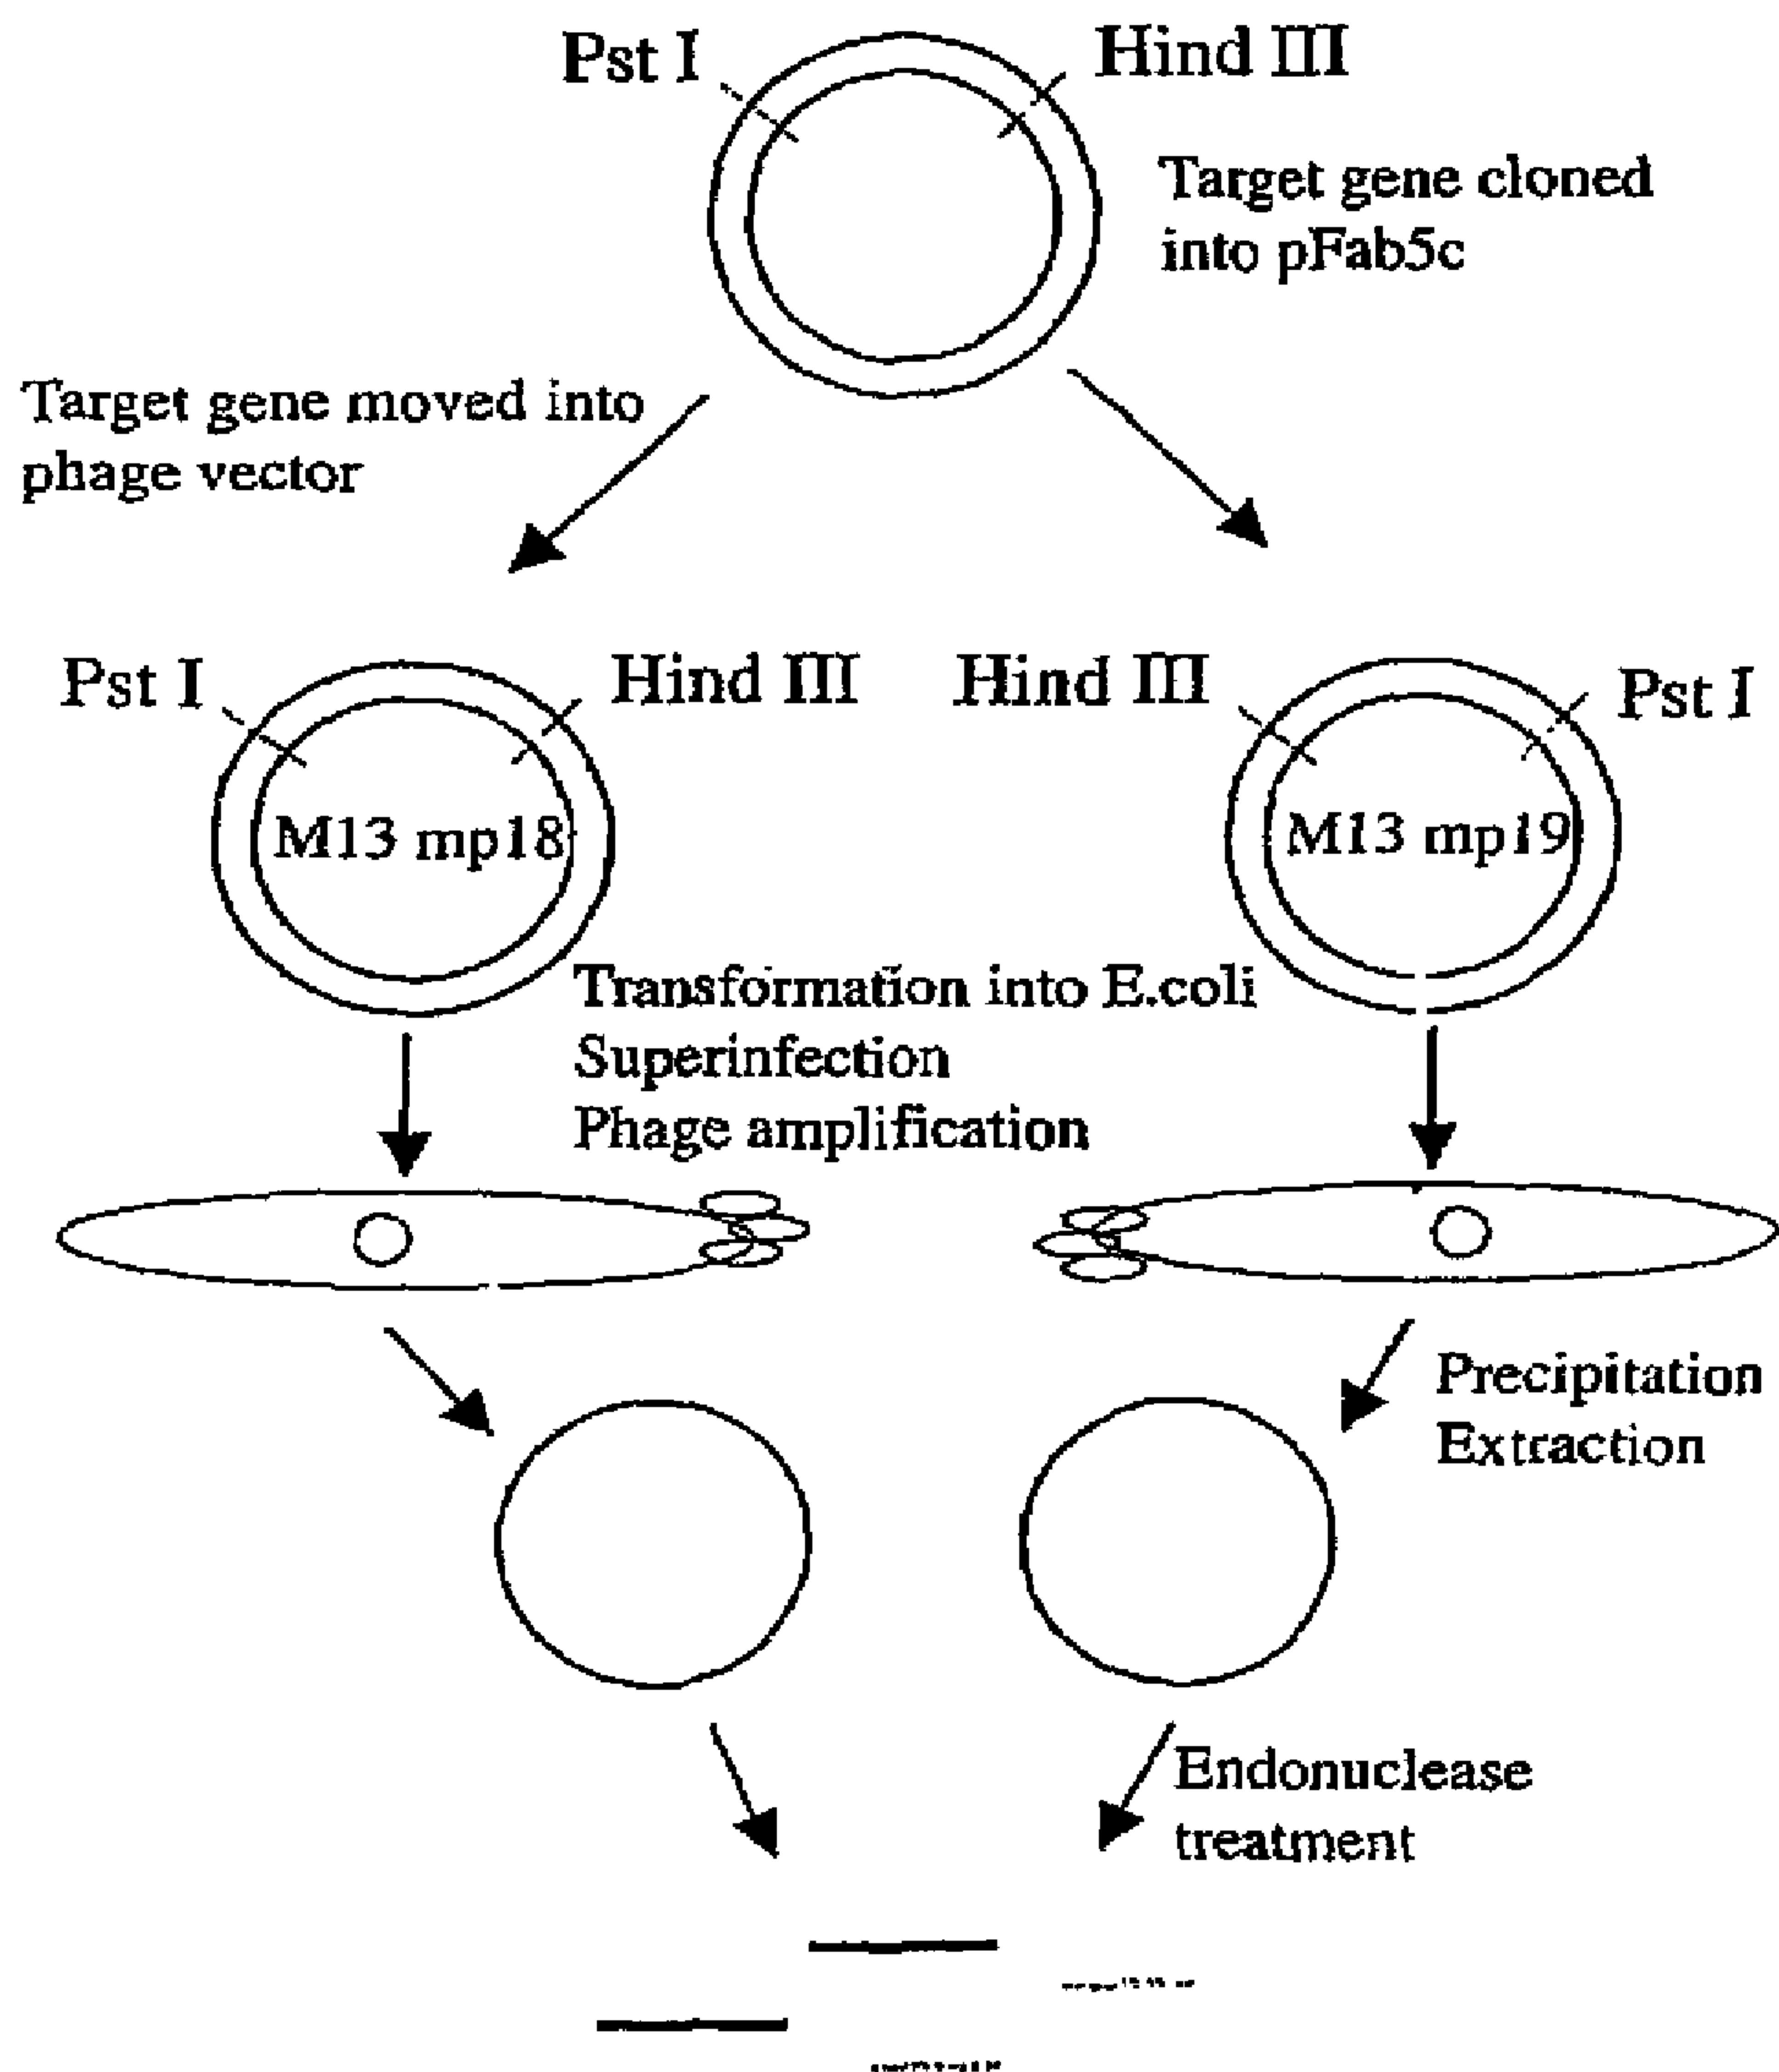 Pst I
Hind III
Target gene cloned
into pFab5c
Target gene moved into
phage vector
Pst I
Hind III
Hind III
Pst I
M13 mp18
M13 mp19
Transformation into E.coli
Superinfection
Phage amplification
Precipitation
Extraction
Endonuclease
treatment